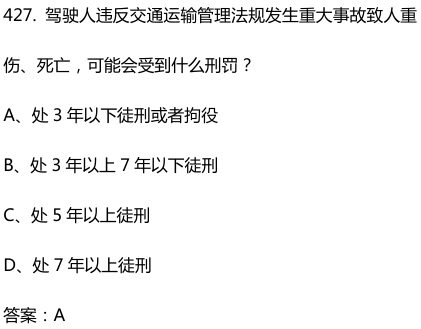 427. 驾驶人违反交通运输管理法规发生重大事故致人重
伤、死亡，可能会受到什么刑罚？
A、处 3 年以下徒刑或者拘役
B、处 3 年以上 7 年以下徒刑
C、处 5 年以上徒刑
D、处 7 年以上徒刑
答案：A